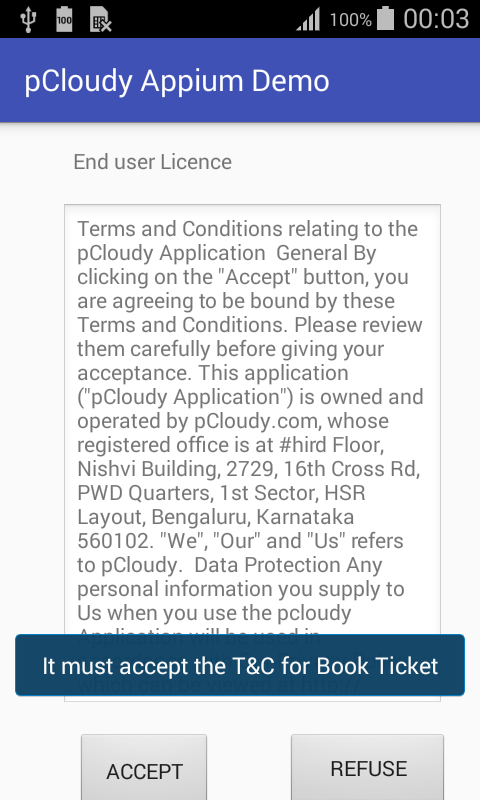 100
100%
00:03
pCloudy Appium Demo
End user Licence
Terms and Conditions relating to the
pCloudy Application  General By
clicking on the "Accept" button, you
are agreeing to be bound by these
Terms and Conditions. Please review
them carefully before giving your
acceptance. This application
("pCloudy Application") is owned and
operated by pCloudy.com, whose
registered office is at #hird Floor,
Nishvi Building, 2729, 16th Cross Rd,
PWD Quarters, 1st Sector, HSR
Layout, Bengaluru, Karnataka
560102. "We", "Our" and "Us" refers
to pCloudy.  Data Protection Any
personal information you supply to
Us when you use the pcloudy
Application will be used in
It must accept the T&C for Book Ticket
ACCEPT
REFUSE